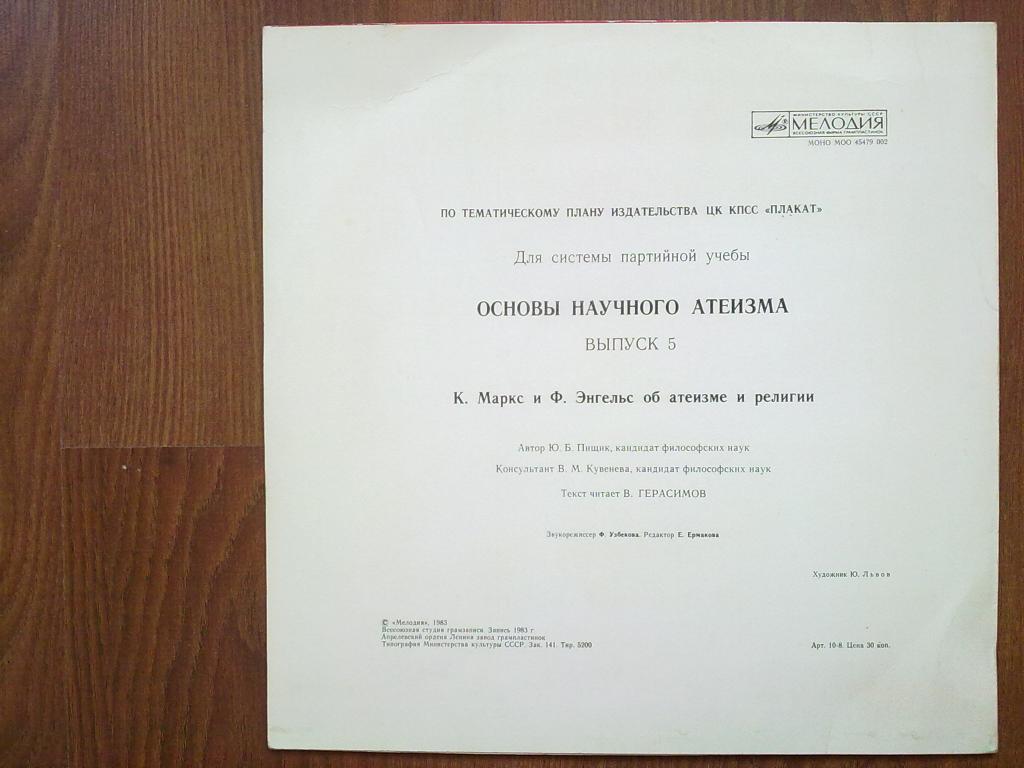 МИНИСТЕРСТВО КУЛЬТУРЫ СССР
МЕЛОДИЯ
ВСЕСОЮЗНАЯ ФИРМА ГРАМПЛАСТИНОК
МОНО М00 45479 002
ПО ТЕМАТИЧЕСКОМУ ПЛАНУ ИЗДАТЕЛЬСТВА ЦК КПСС «ПЛАКАТ»
Для системы партийной учебы
ОСНОВЫ НАУЧНОГО АТЕИЗМА
ВЫПУСК 5
К. Маркс и Ф. Энгельс об атеизме и религии
Автор Ю. Б. Пищик, кандидат философских наук
Консультант В. М. Кувенева, кандидат философских наук
Текст читает В. ГЕРАСИМОВ
Звукорежиссер Ф. Узбекова. Редактор Е. Ермакова
Художник Ю. Львов
© «Мелодия», 1983
Всесоюзная студия грамзаписи. Запись 1983 г.
Апрелевский ордена Ленина завод грампластинок
Типография Министерства культуры СССР. Зак. 141. Тир. 5200
Арт. 10-8. Цена 30 коп.